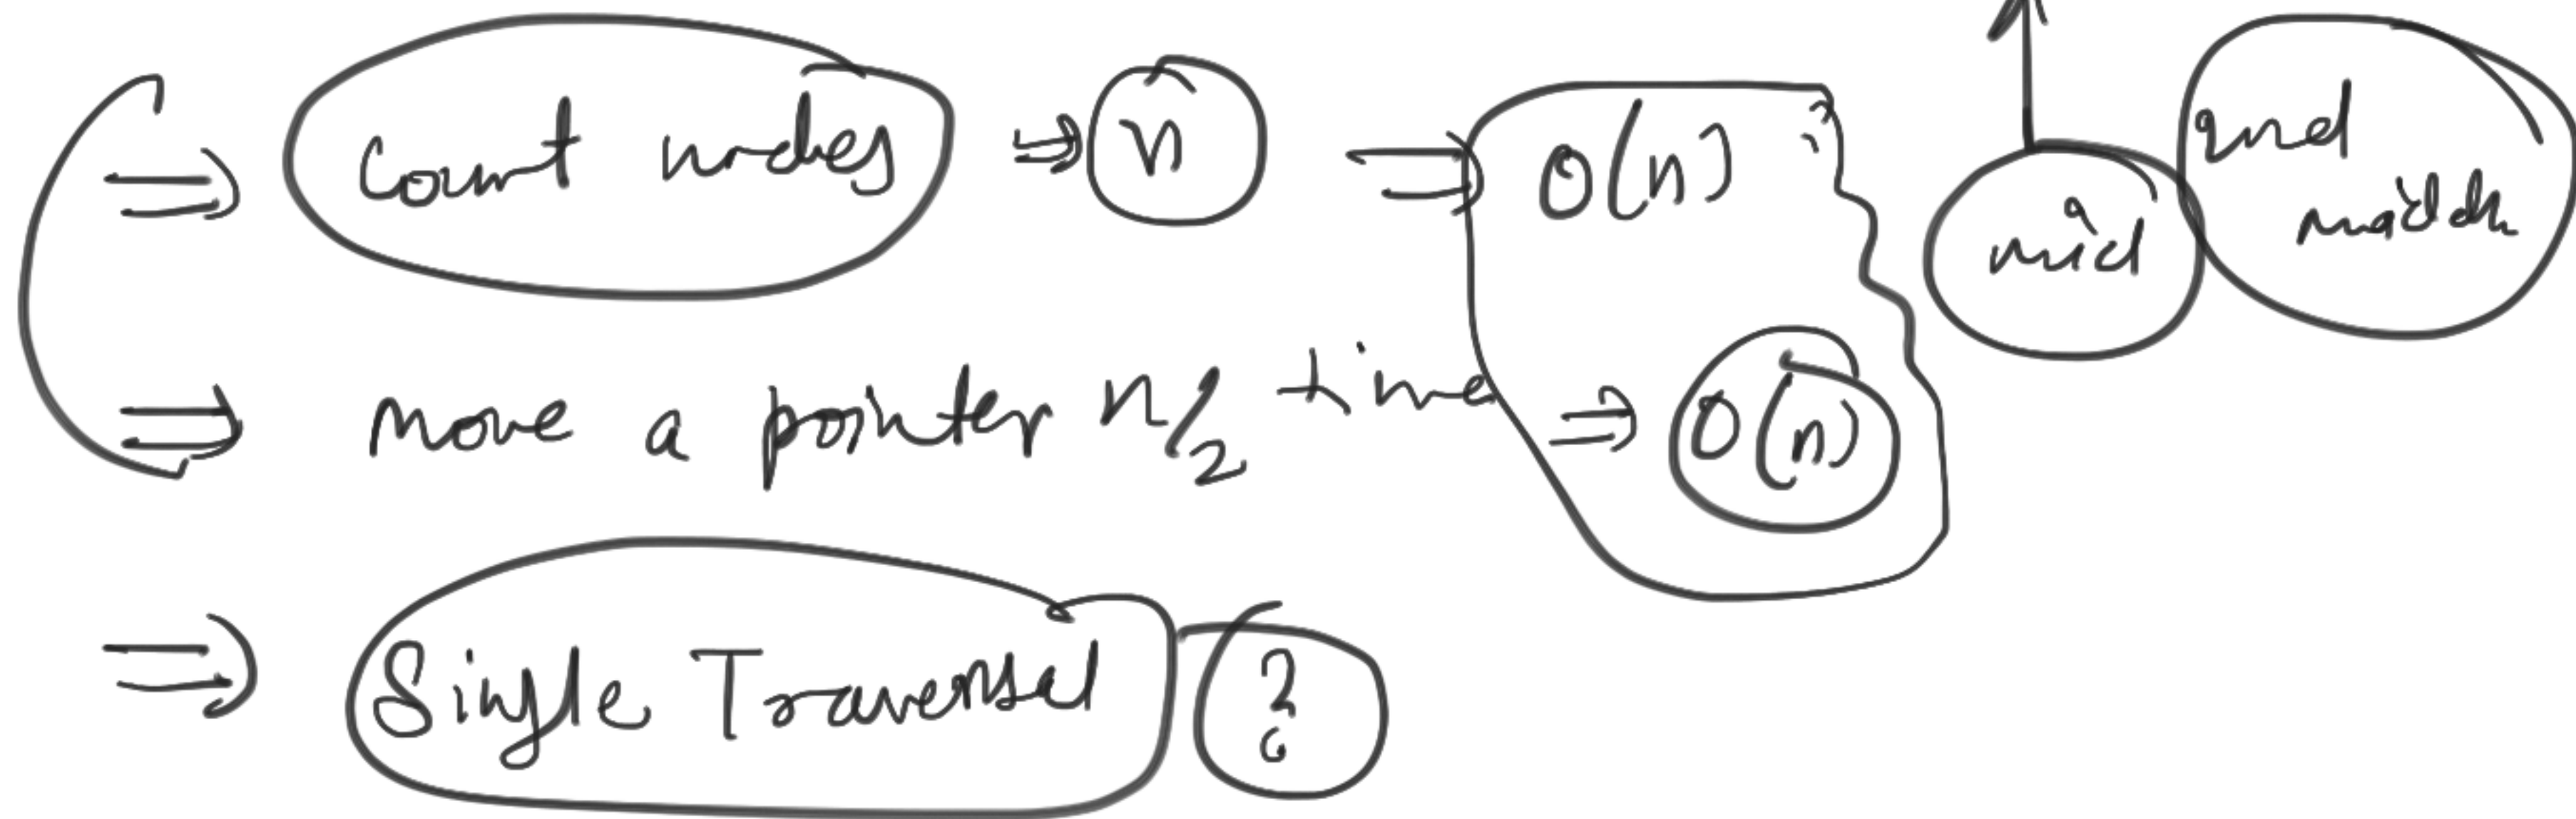 ⇒ Count nodes ⇒ n ⇒ O(n)
mid
2nd middle
⇒ move a pointer n/2 time ⇒ O(n)
⇒ Single Traversal ?